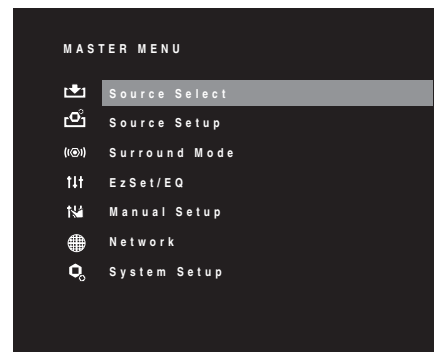 MASTER MENU
Source Select
Source Setup
Surround Mode
EzSet/EQ
Manual Setup
Network
System Setup